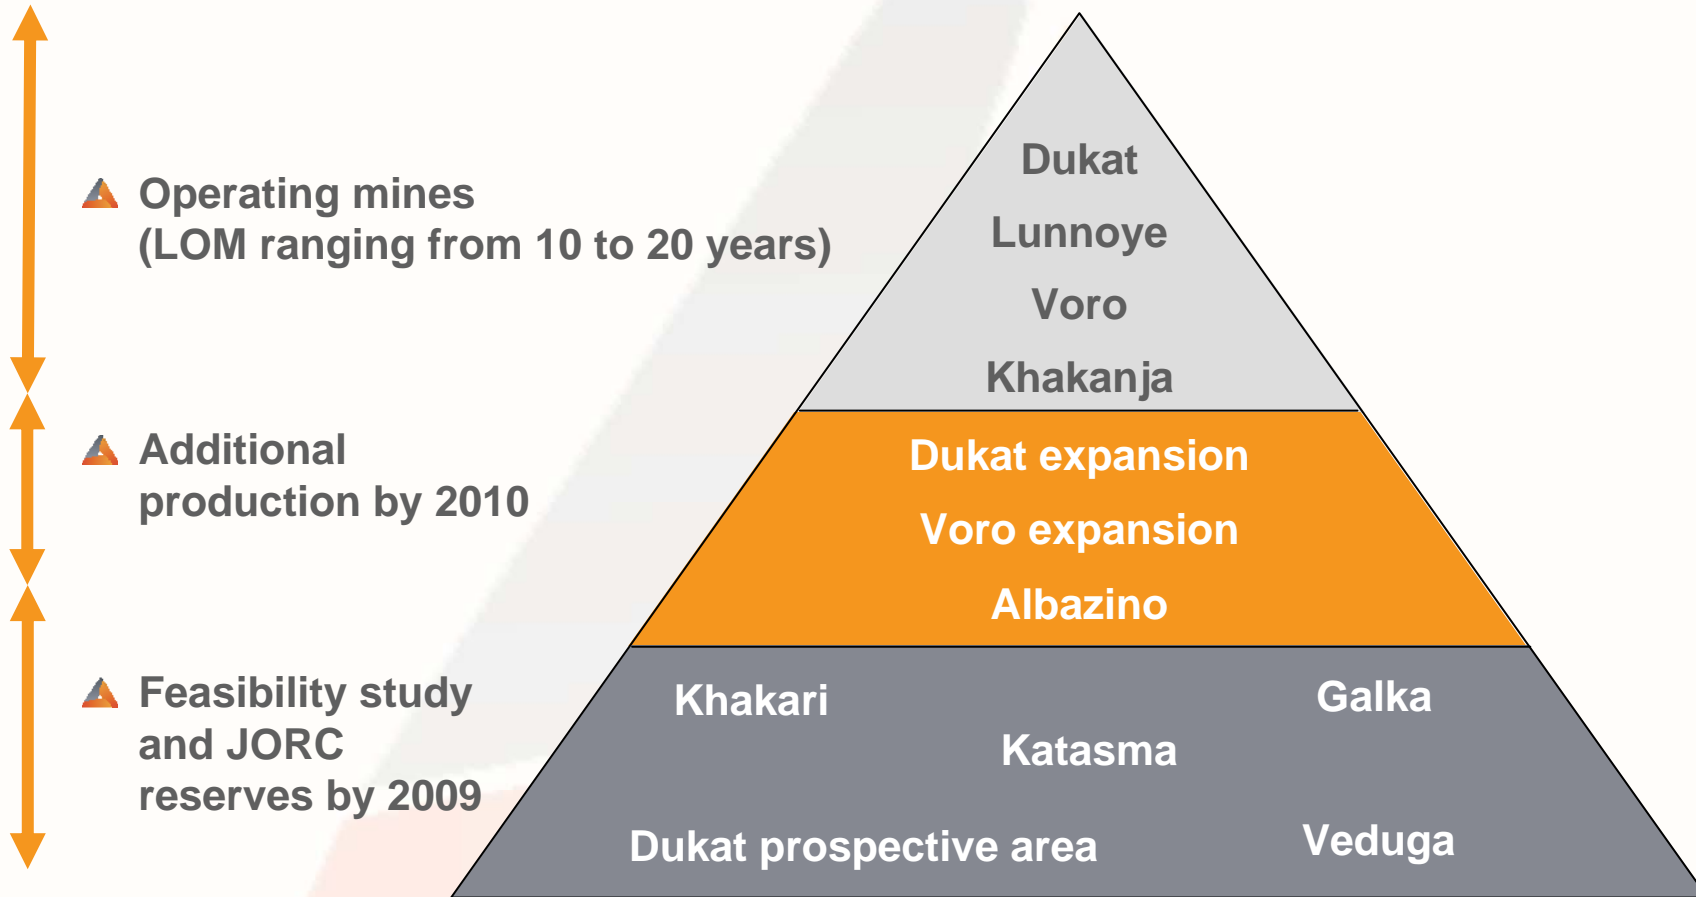 Operating mines
(LOM ranging from 10 to 20 years)
Additional
production by 2010
Feasibility study
and JORC
reserves by 2009
Dukat
Lunnoye
Voro
Khakanja
Dukat expansion
Voro expansion
Albazino
Khakari
Galka
Katasma
Dukat prospective area
Veduga